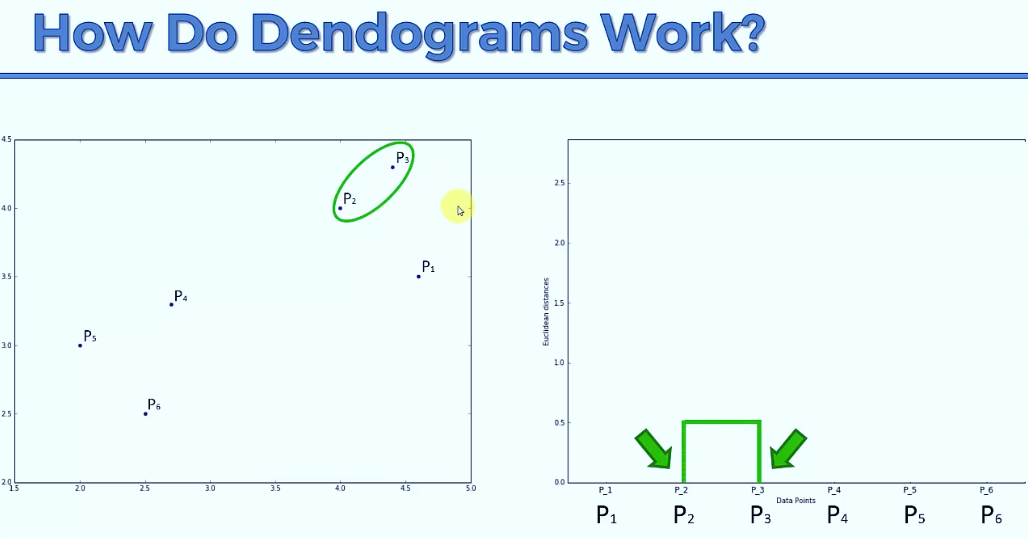 How Do Dendograms Work?
4.5
4.0
3.5
3.0
2.5
2.0
1.5 2.0 2.5 3.0 3.5 4.0 4.5 5.0
P3
P2
P1
P4
P5
P6
Euclidean distances
2.5
2.0
1.5
1.0
0.5
0.0
P_1 P_2 P_3 P_4 P_5 P_6
Data Points
P1 P2 P3 P4 P5 P6